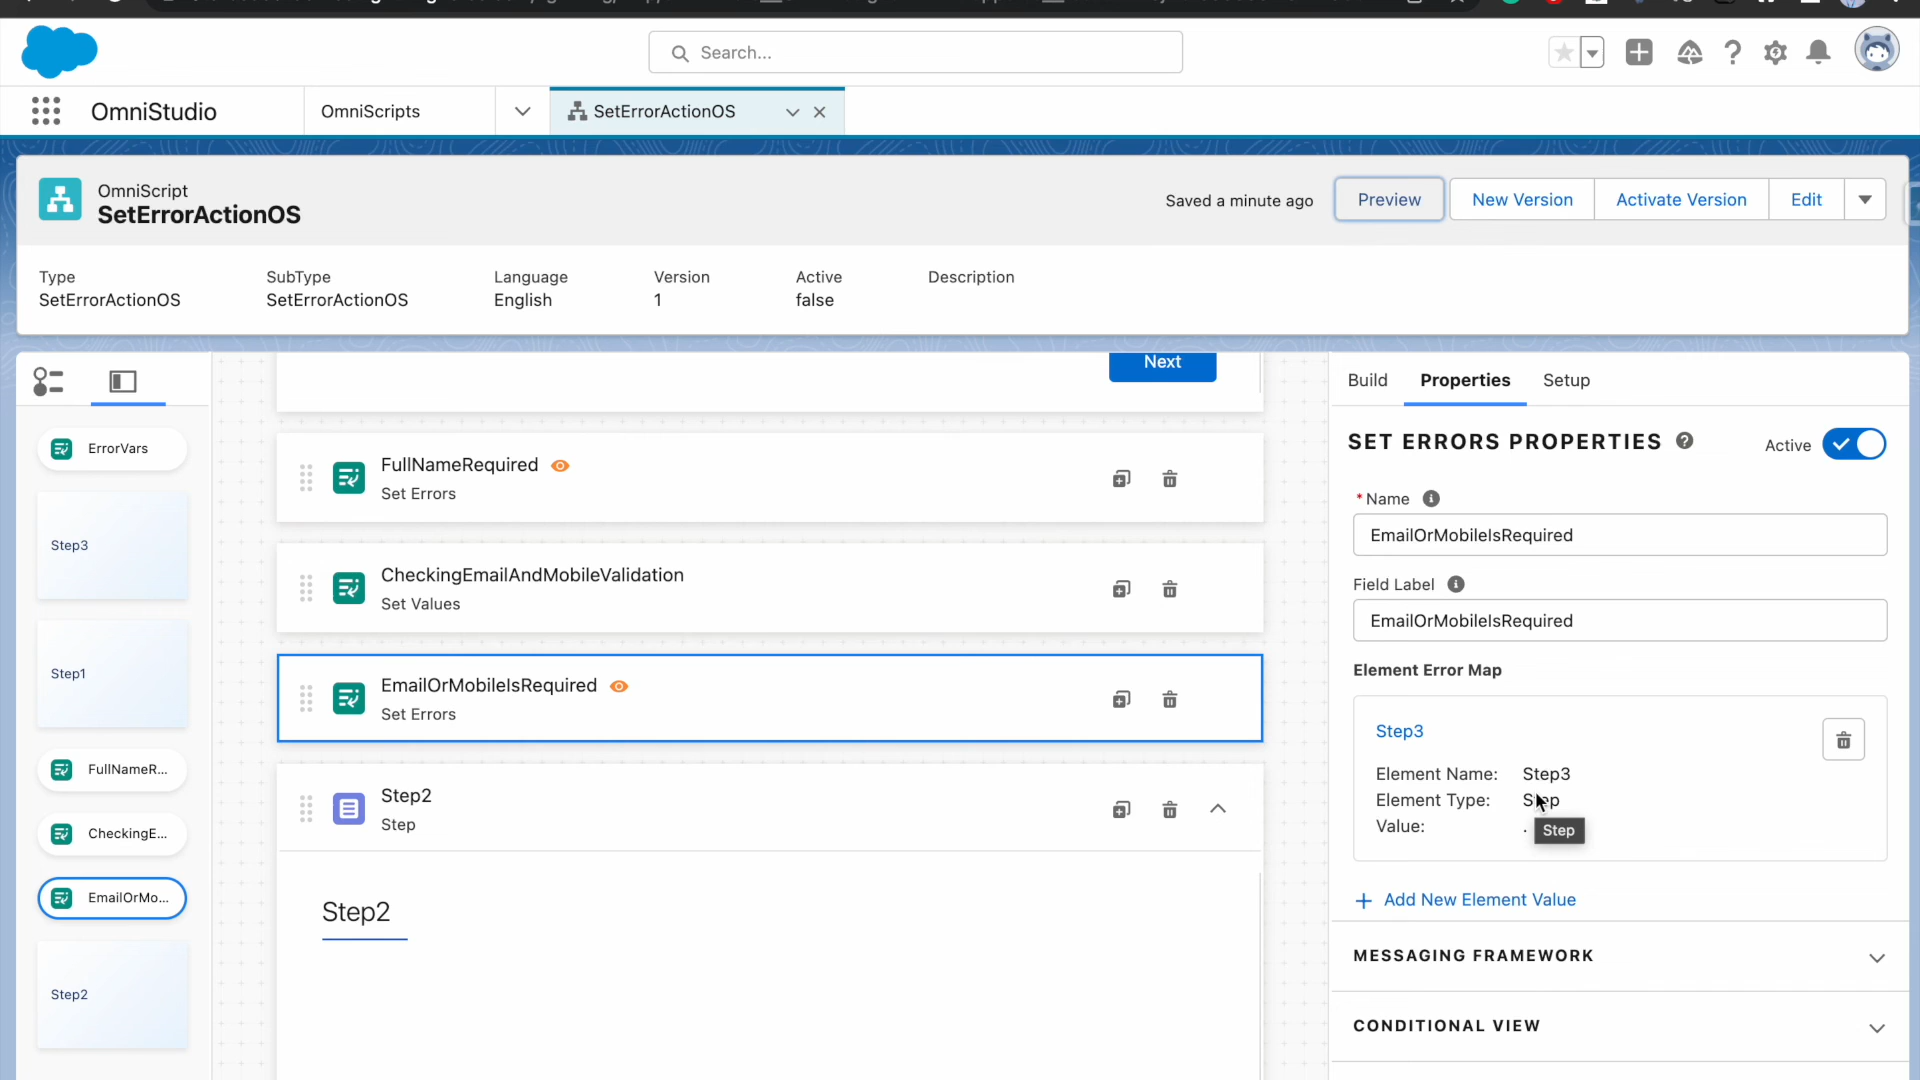 Search...
OmniStudio
OmniScripts
SetErrorActionOS
OmniScript
SetErrorActionOS
Saved a minute ago
Preview
New Version
Activate Version
Edit
Type
SetErrorActionOS
SubType
SetErrorActionOS
Language
English
Version
1
Active
false
Description
ErrorVars
Step3
Step1
FullNameR...
CheckingE...
EmailOrMo...
Step2
Next
FullNameRequired
Set Errors
CheckingEmailAndMobileValidation
Set Values
EmailOrMobileIsRequired
Set Errors
Step2
Step
Step2
Build
Properties
Setup
SET ERRORS PROPERTIES
Active
* Name
EmailOrMobileIsRequired
Field Label
EmailOrMobileIsRequired
Element Error Map
Step3
Element Name: Step3
Element Type: Step
Value: .
Step
+ Add New Element Value
MESSAGING FRAMEWORK
CONDITIONAL VIEW